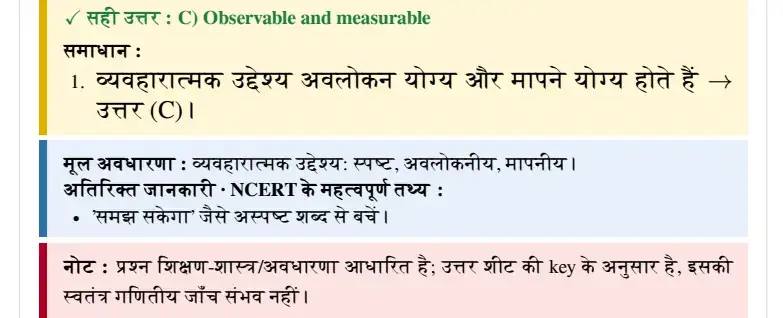 ✓ सही उत्तर : C) Observable and measurable
समाधान :
1. व्यवहारात्मक उद्देश्य अवलोकन योग्य और मापने योग्य होते हैं →
उत्तर (C)।
मूल अवधारणा : व्यवहारात्मक उद्देश्य: स्पष्ट, अवलोकनीय, मापनीय।
अतिरिक्त जानकारी · NCERT के महत्वपूर्ण तथ्य :
• 'समझ सकेगा' जैसे अस्पष्ट शब्द से बचें।
नोट : प्रश्न शिक्षण-शास्त्र/अवधारणा आधारित है; उत्तर शीट की key के अनुसार है, इसकी
स्वतंत्र गणितीय जाँच संभव नहीं।